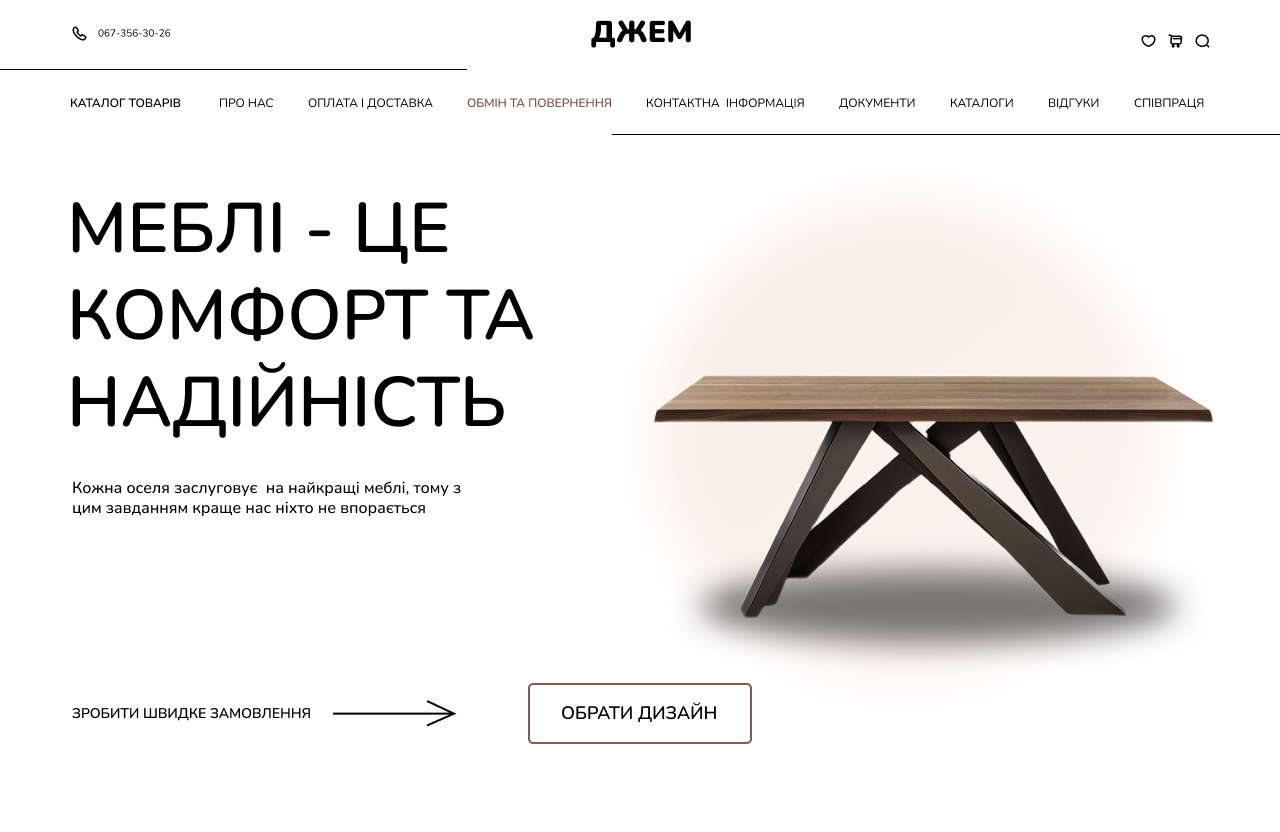 067-356-30-26
ДЖЕМ
КАТАЛОГ ТОВАРІВ ПРО НАС ОПЛАТА І ДОСТАВКА ОБМІН ТА ПОВЕРНЕННЯ КОНТАКТНА ІНФОРМАЦІЯ ДОКУМЕНТИ КАТАЛОГИ ВІДГУКИ СПІВПРАЦЯ
МЕБЛІ - ЦЕ
КОМФОРТ ТА
НАДІЙНІСТЬ
Кожна оселя заслуговує на найкращі меблі, тому з
цим завданням краще нас ніхто не впорається
ЗРОБИТИ ШВИДКЕ ЗАМОВЛЕННЯ
ОБРАТИ ДИЗАЙН